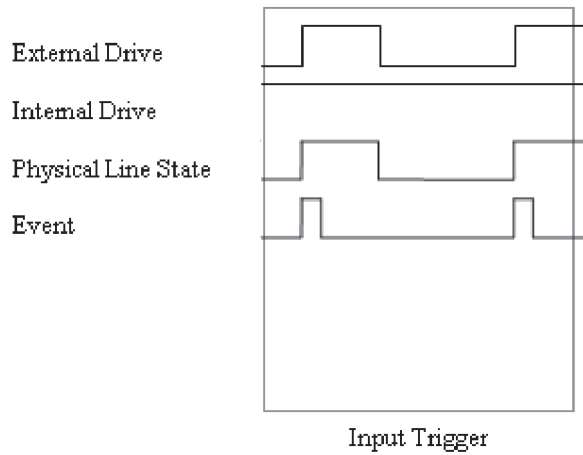 External Drive
Internal Drive
Physical Line State
Event
Input Trigger